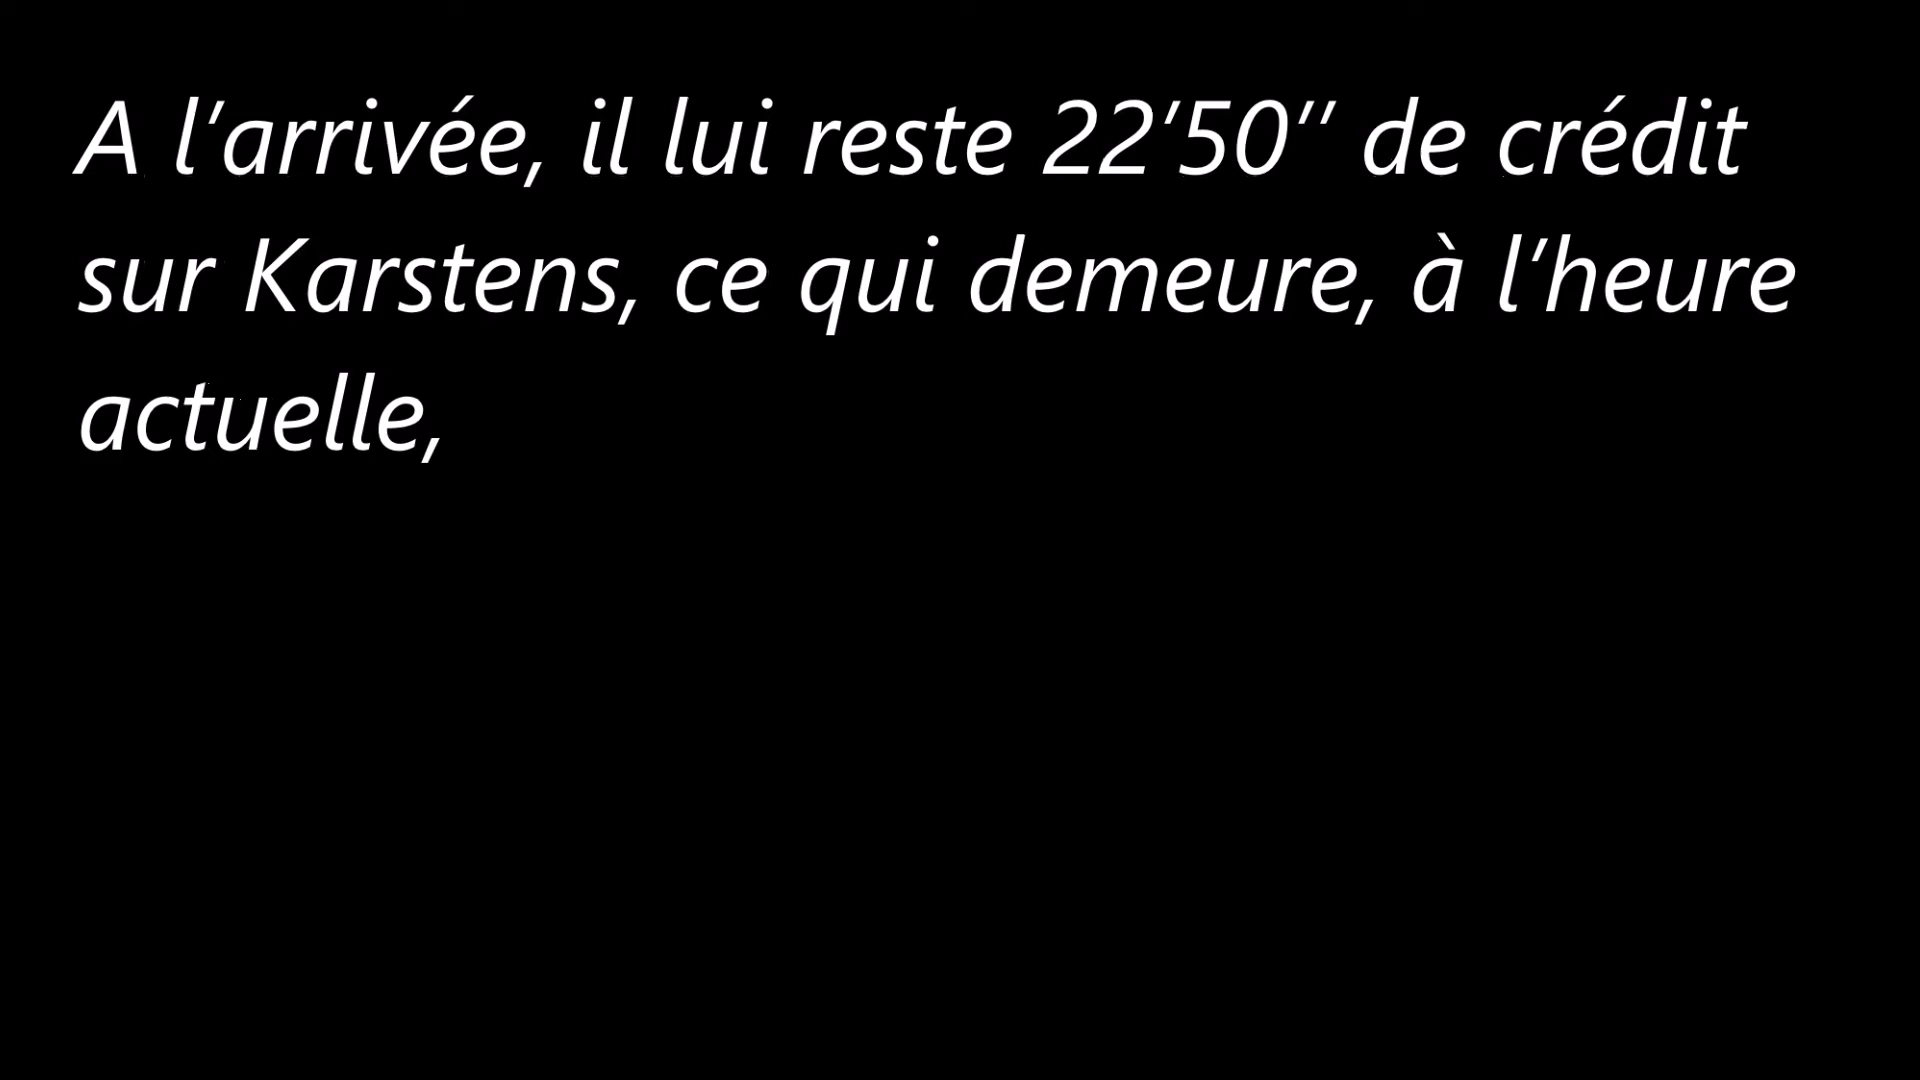 A l’arrivée, il lui reste 22’50’’ de crédit
sur Karstens, ce qui demeure, à l’heure
actuelle,